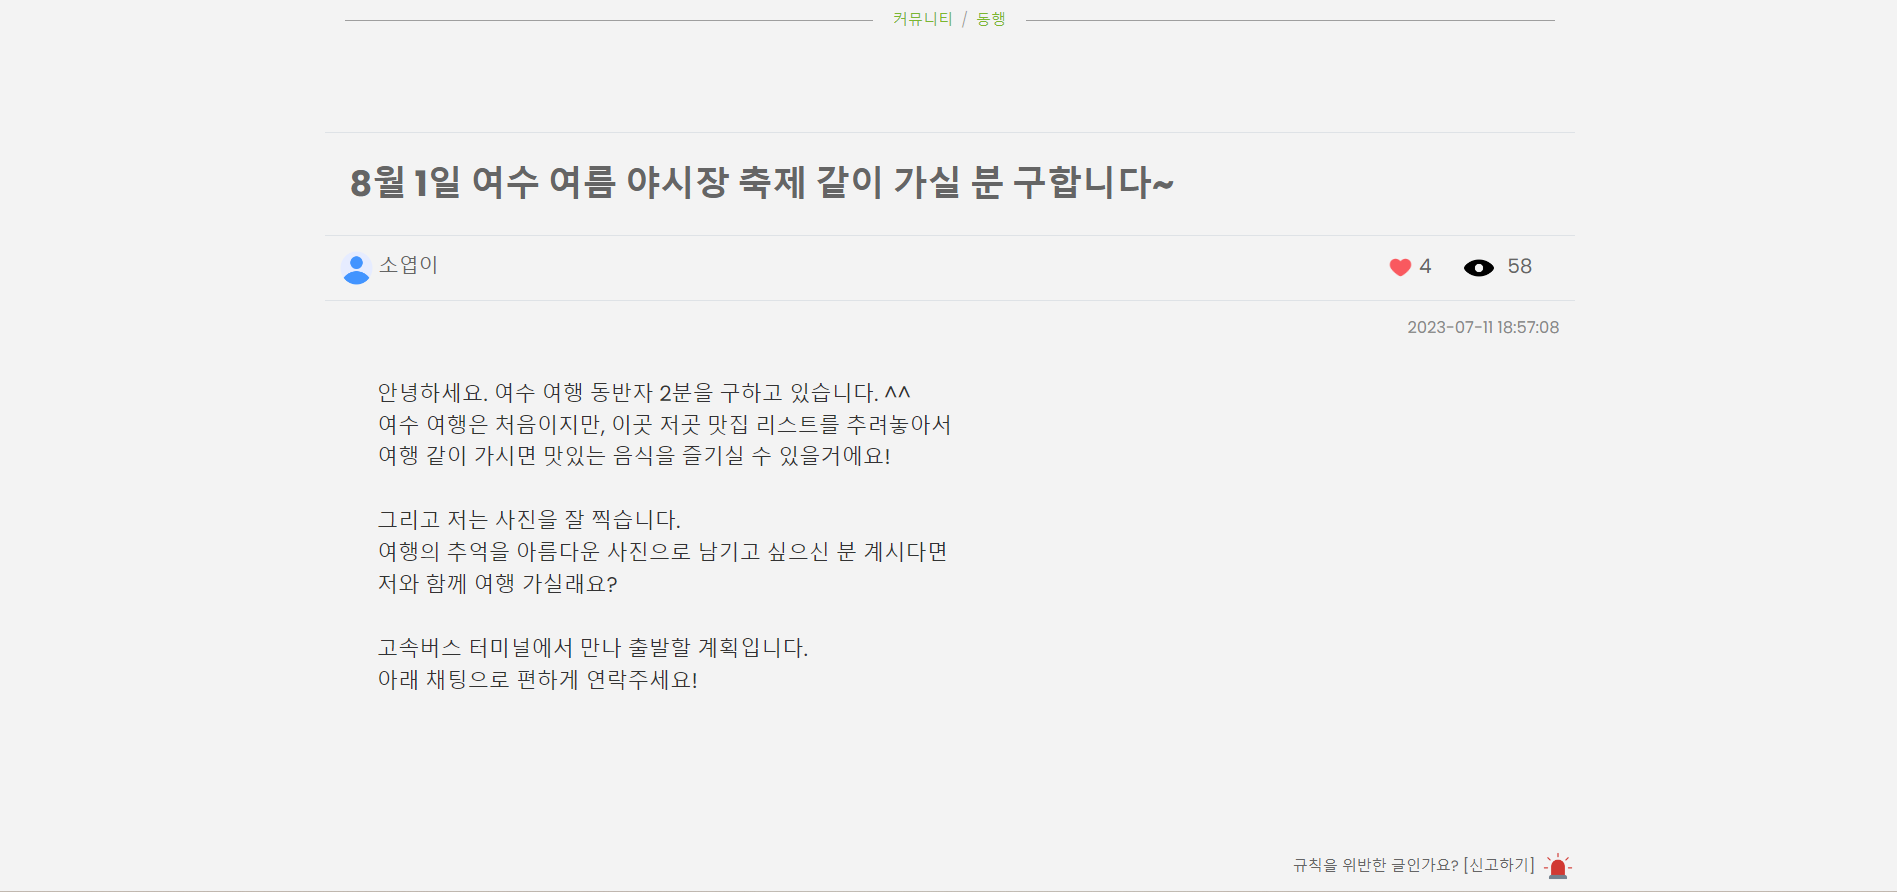 커뮤니티 / 동행
8월 1일 여수 여름 야시장 축제 같이 가실 분 구합니다~
소엽이
4 58
2023-07-11 18:57:08
안녕하세요. 여수 여행 동반자 2분을 구하고 있습니다. ^^
여수 여행은 처음이지만, 이곳 저곳 맛집 리스트를 추려놓아서
여행 같이 가시면 맛있는 음식을 즐기실 수 있을거에요!
그리고 저는 사진을 잘 찍습니다.
여행의 추억을 아름다운 사진으로 남기고 싶으신 분 계시다면
저와 함께 여행 가실래요?
고속버스 터미널에서 만나 출발할 계획입니다.
아래 채팅으로 편하게 연락주세요!
규칙을 위반한 글인가요? [신고하기]